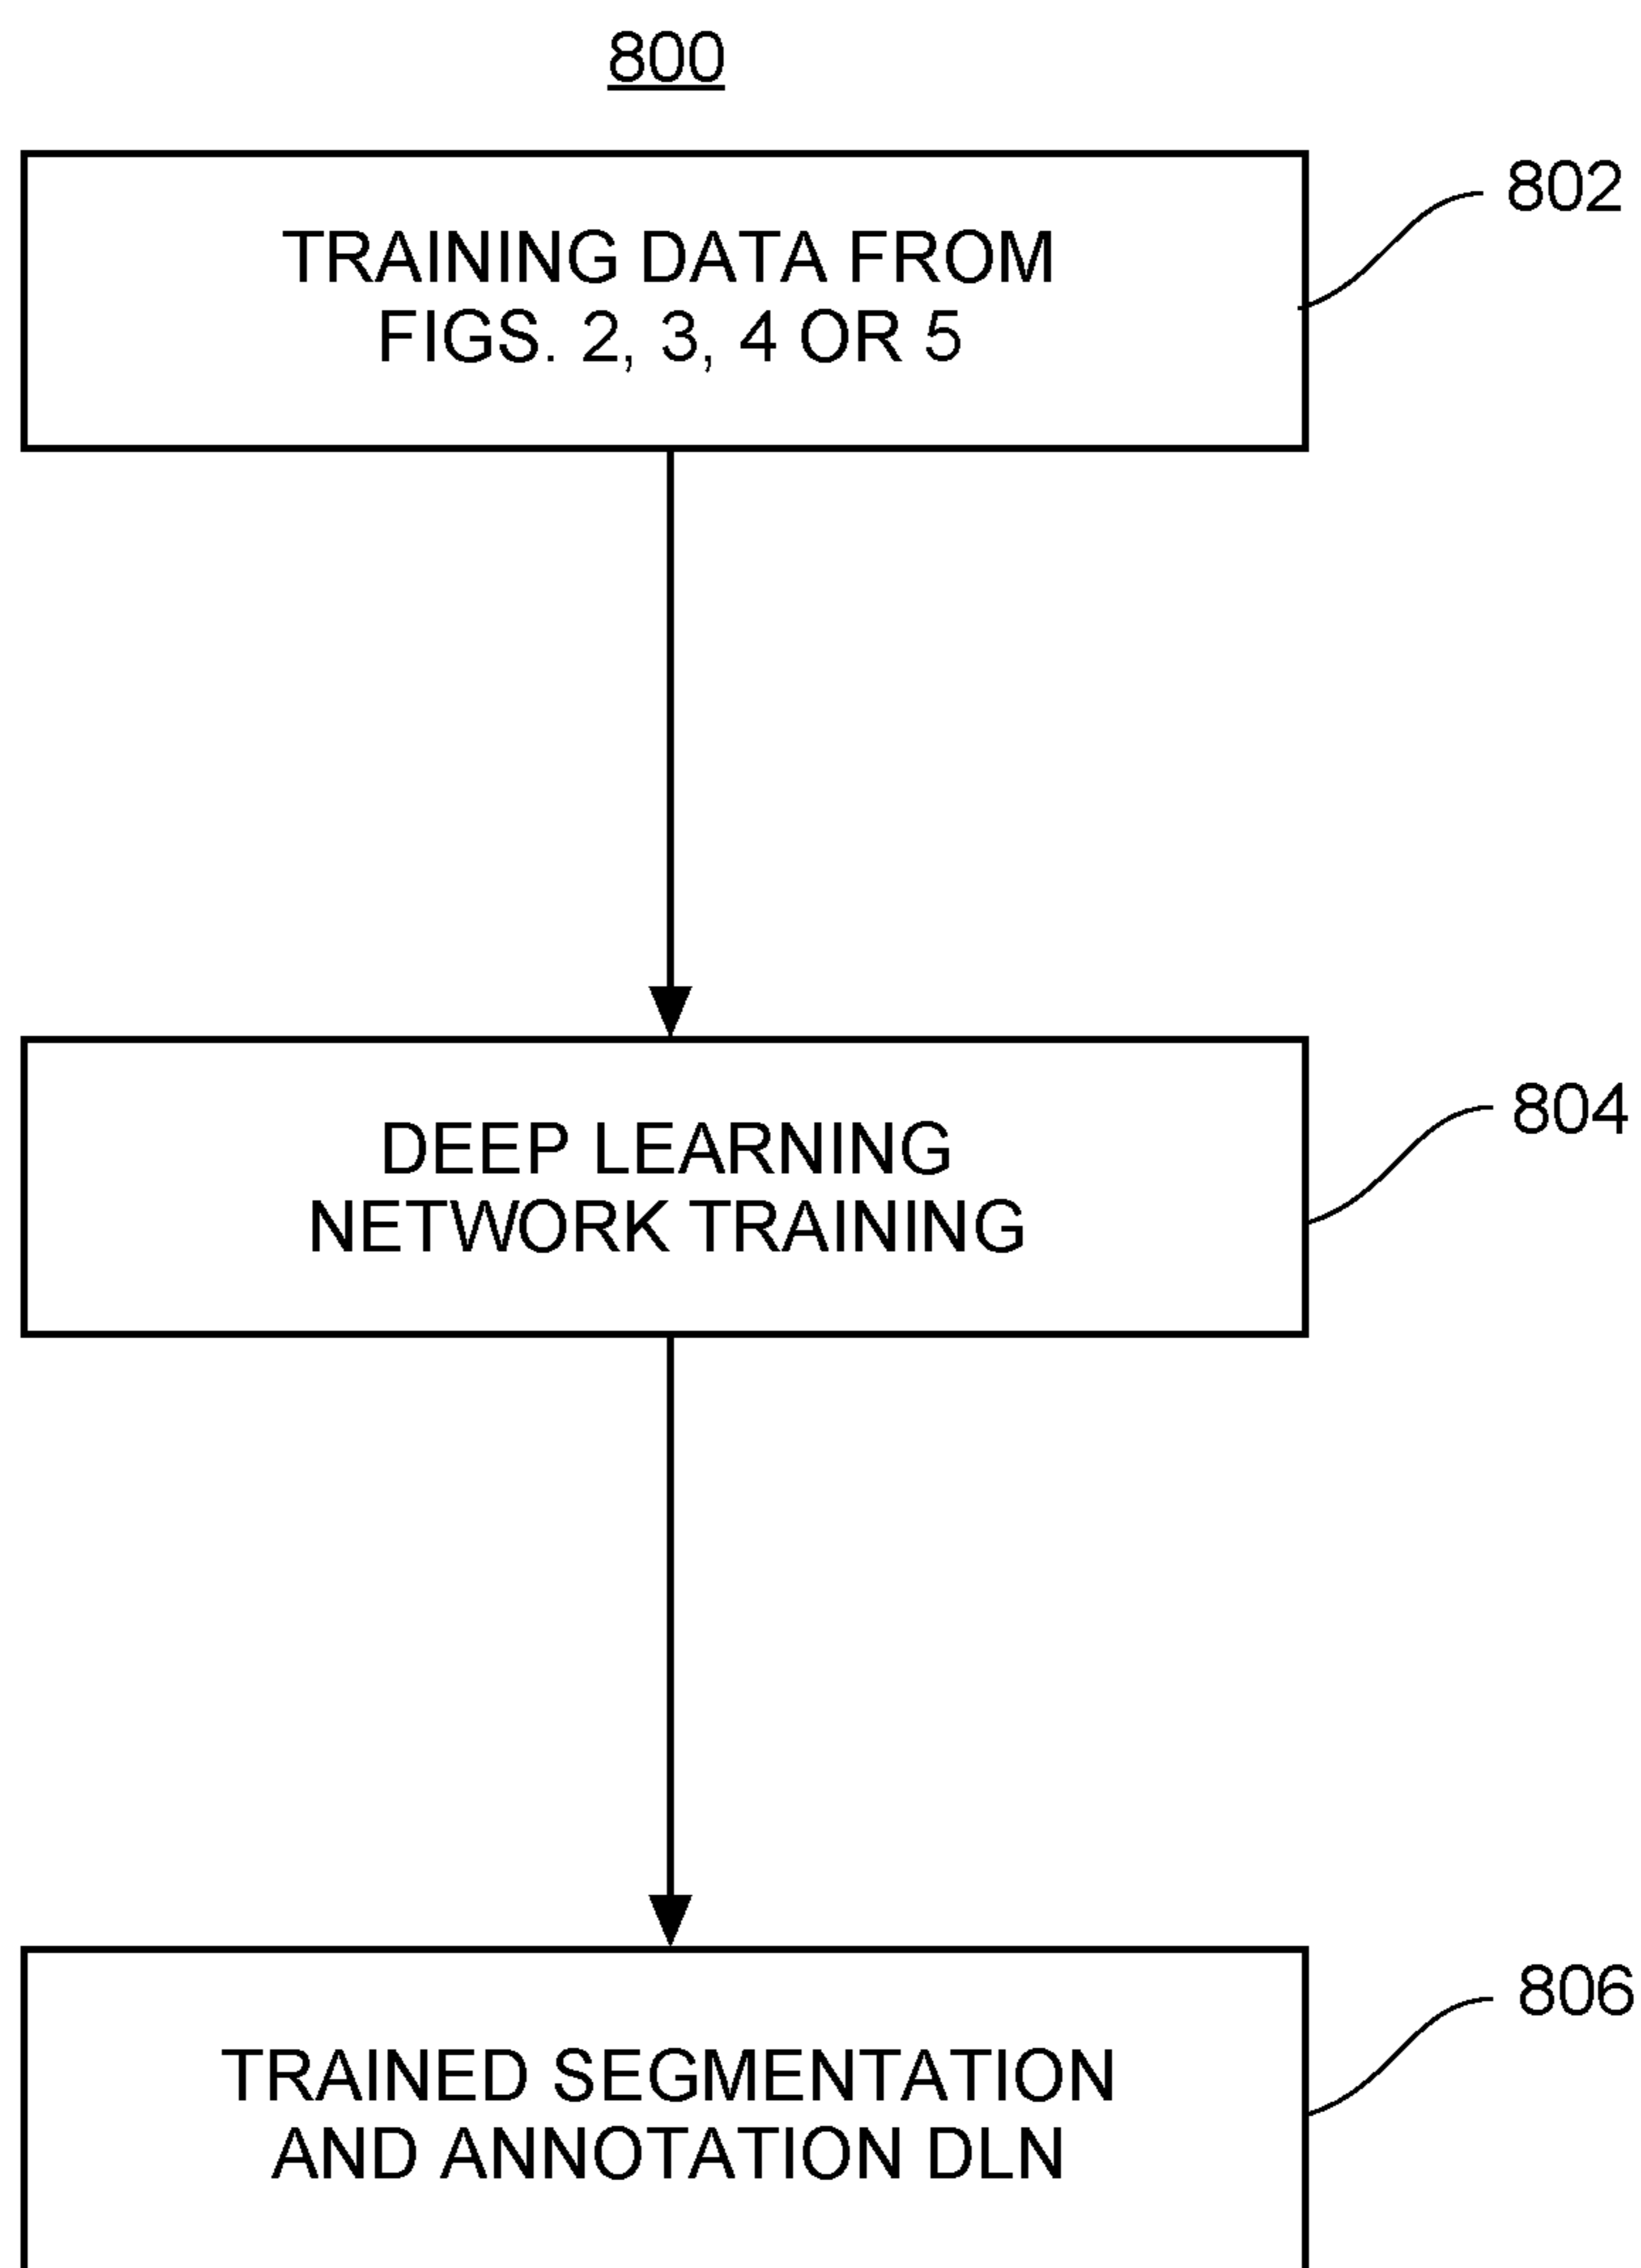 800
802
TRAINING DATA FROM
FIGS. 2, 3, 4 OR 5
804
DEEP LEARNING
NETWORK TRAINING
806
TRAINED SEGMENTATION
AND ANNOTATION DLN